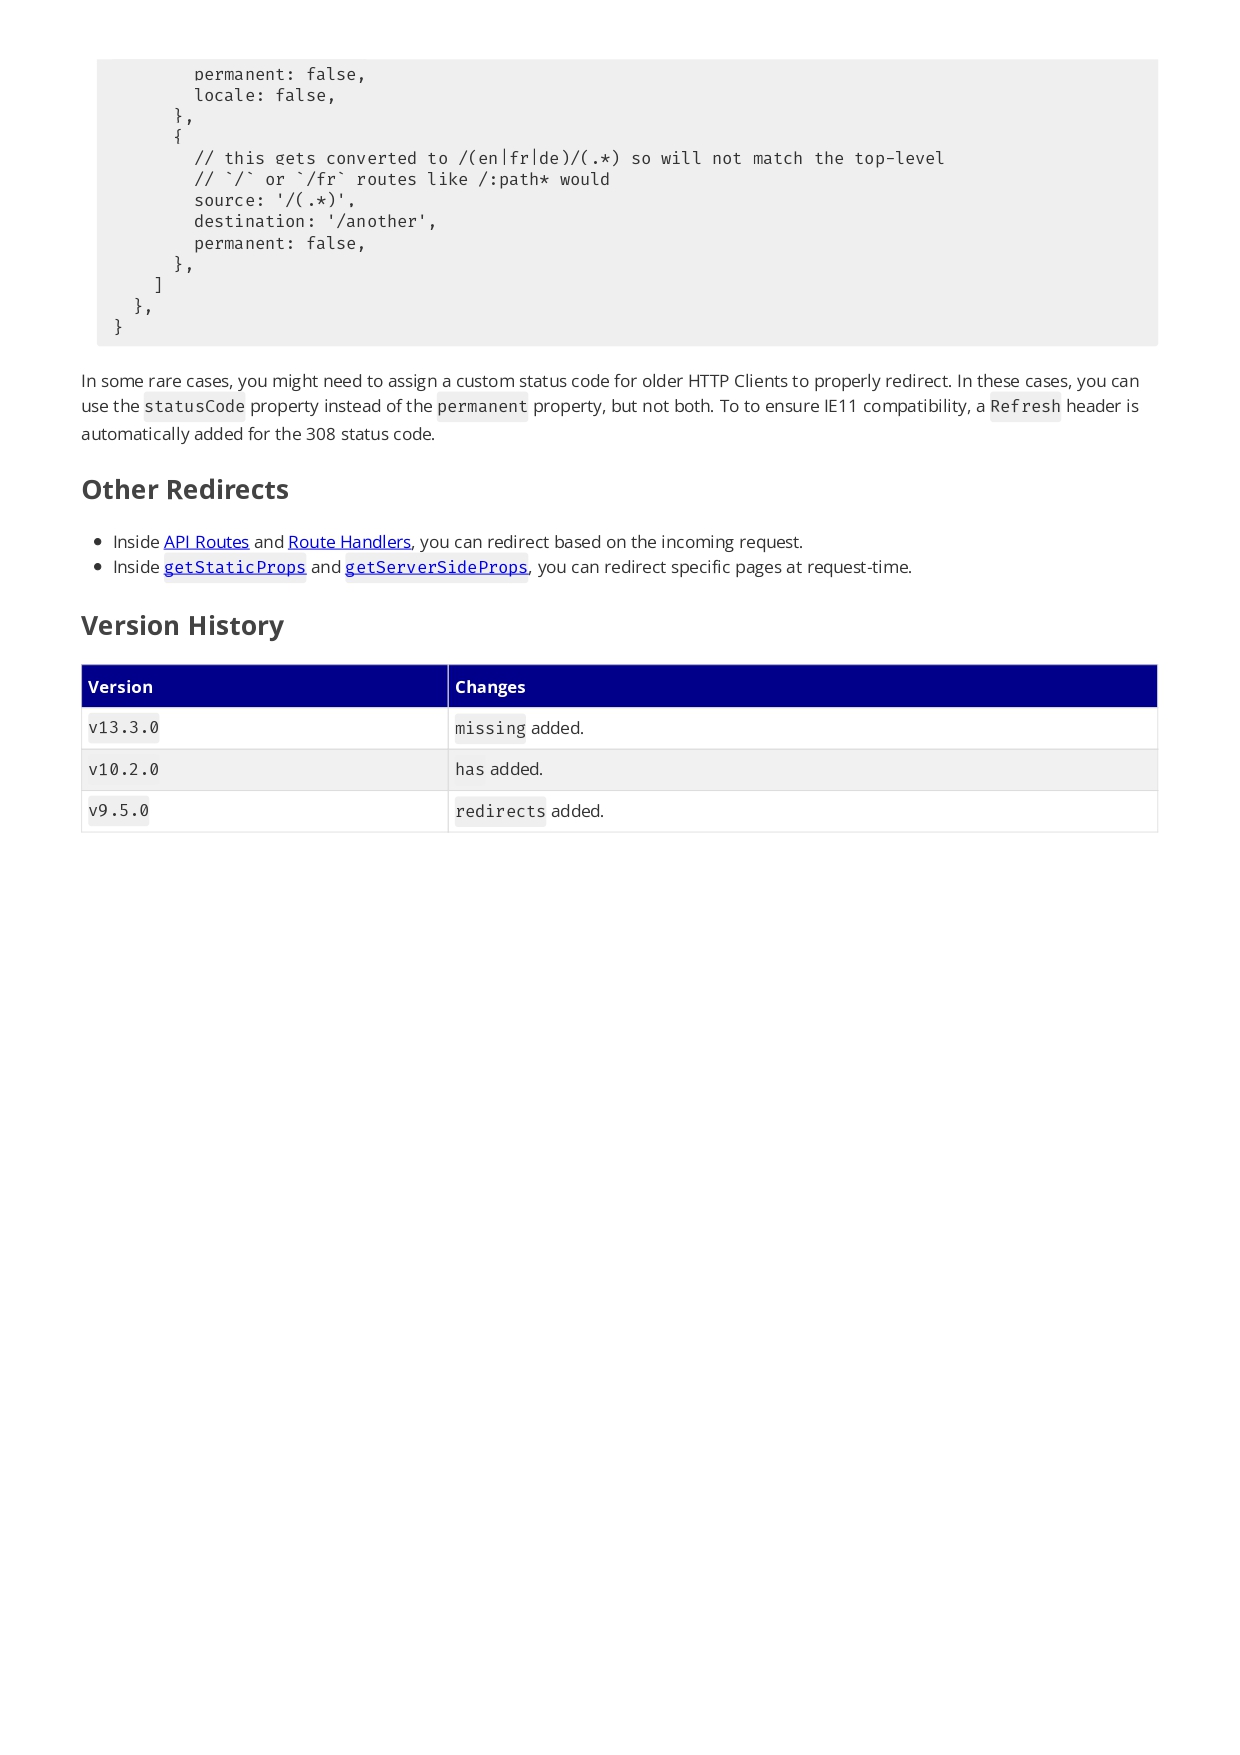 permanent: false,
locale: false,
},
{
// this gets converted to /(en|fr|de)/(.*) so will not match the top-level
// `/` or `/fr` routes like /:path* would
source: '/(.*)',
destination: '/another',
permanent: false,
},
]
},
}
In some rare cases, you might need to assign a custom status code for older HTTP Clients to properly redirect. In these cases, you can
use the statusCode property instead of the permanent property, but not both. To to ensure IE11 compatibility, a Refresh header is
automatically added for the 308 status code.
Other Redirects
• Inside API Routes and Route Handlers, you can redirect based on the incoming request.
• Inside getStaticProps and getServerSideProps, you can redirect specific pages at request-time.
Version History
Version Changes
v13.3.0 missing added.
v10.2.0 has added.
v9.5.0 redirects added.